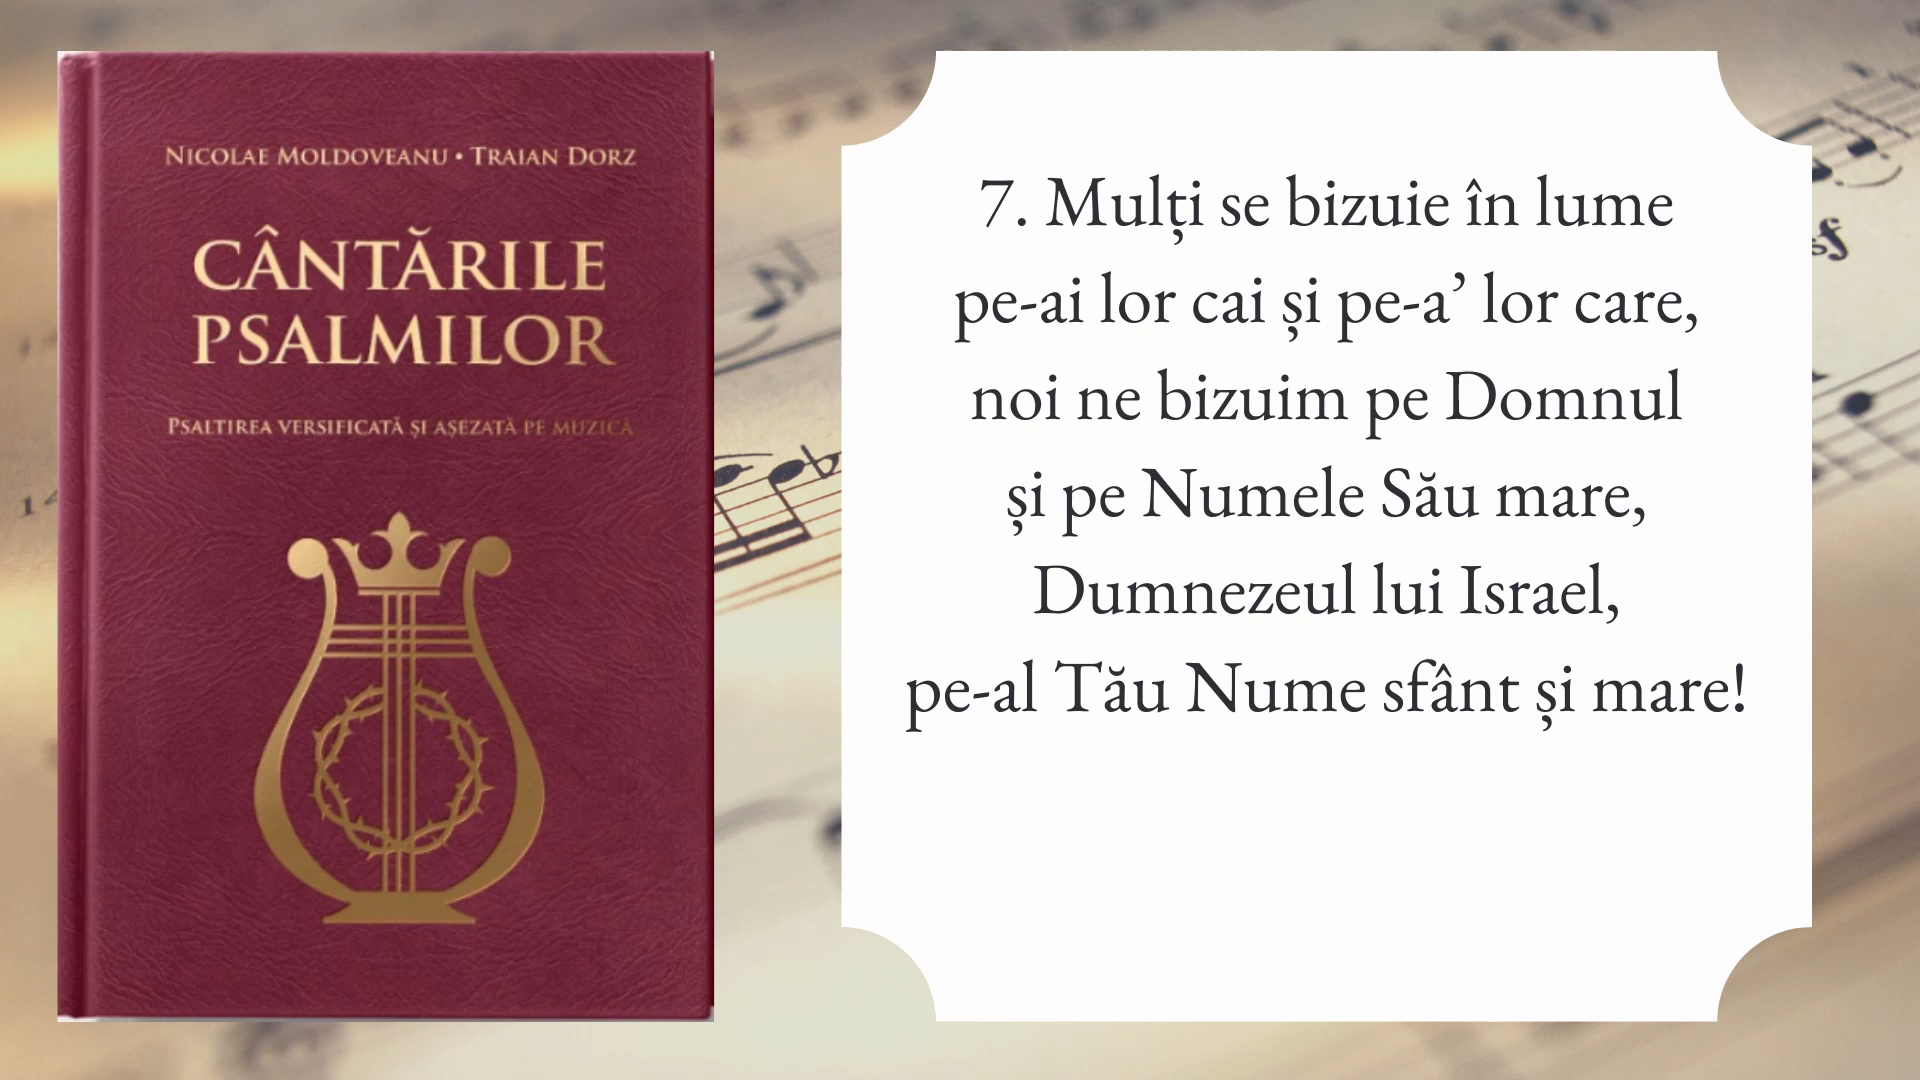 NICOLAE MOLDOVEANU • TRAIAN DORZ
CÂNTĂRILE
PSALMILOR
PSALTIREA VERSIFICATĂ ȘI AȘEZATĂ PE MUZICĂ
7. Mulți se bizuie în lume
pe-ai lor cai și pe-a’ lor care,
noi ne bizuim pe Domnul
și pe Numele Său mare,
Dumnezeul lui Israel,
pe-al Tău Nume sfânt și mare!
sf
14